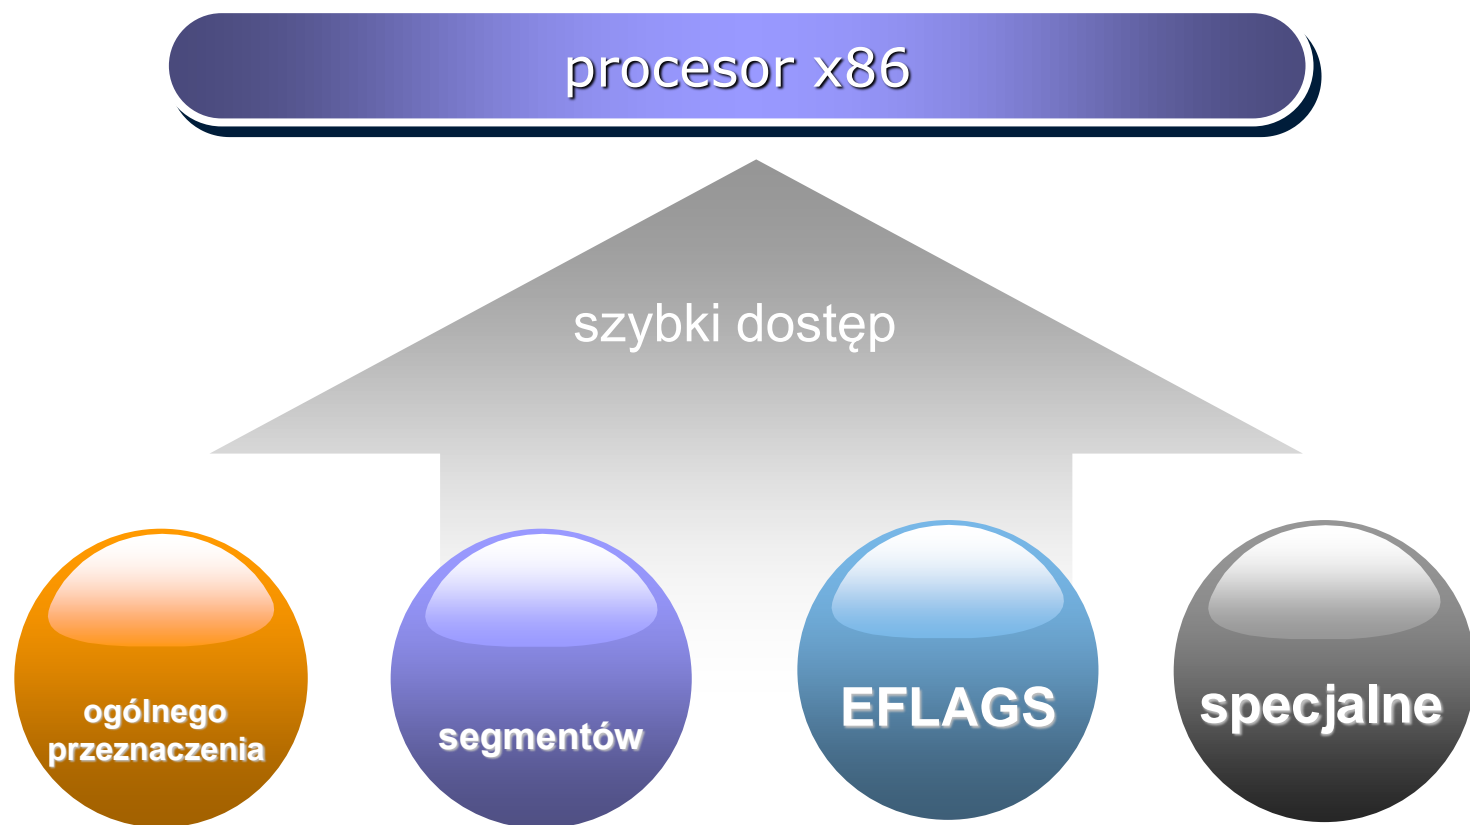 procesor x86
szybki dostęp
ogólnego
przeznaczenia
segmentów
EFLAGS
specjalne